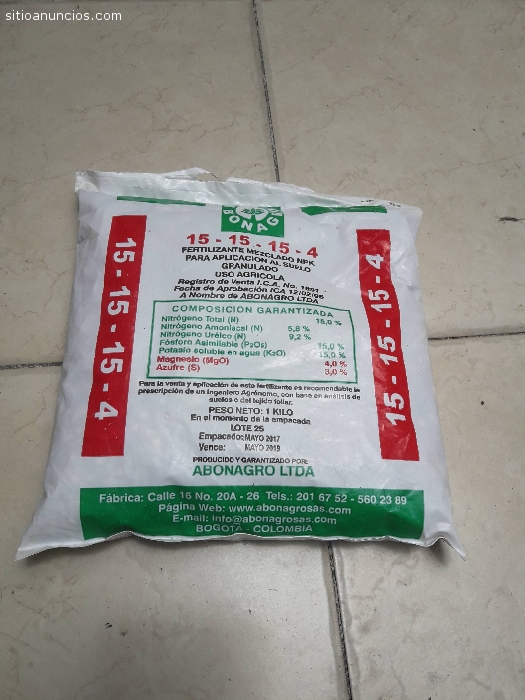 sitioanuncios.com
ABONAGRO
15 - 15 - 15 - 4
FERTILIZANTE MEZCLADO NPK
PARA APLICACION AL SUELO
GRANULADO
USO AGRICOLA
Registro de Venta I.C.A. No. 1891 -
Fecha de Aprobación ICA 12/02/96
A Nombre de ABONAGRO LTDA
COMPOSICIÓN GARANTIZADA
Nitrógeno Total (N) 15,0 %
Nitrógeno Amoniacal (N) 5,8 %
Nitrógeno Uréico (N) 9,2 %
Fósforo Asimilable (P2O5) 15,0 %
Potasio soluble en agua (K2O) 15,0 %
Magnesio (MgO) 4,0 %
Azufre (S) 3,0 %
Para la venta y aplicación de este fertilizante es recomendable la
prescripción de un Ingeniero Agrónomo, con base en análisis de
suelos o del tejido foliar.
PESO NETO: 1 KILO
En el momento de la empacada
LOTE 25
Empacado: MAYO 2017
Vence: MAYO 2019
PRODUCIDO Y GARANTIZADO POR:
ABONAGRO LTDA
Fábrica: Calle 16 No. 20A - 26 Tels.: 201 67 52 - 560 23 89
Página Web: www.abonagrosas.com
E-mail: info@abonagrosas.com
BOGOTÁ - COLOMBIA
15 - 15 - 15 - 4
15 - 15 - 15 - 4